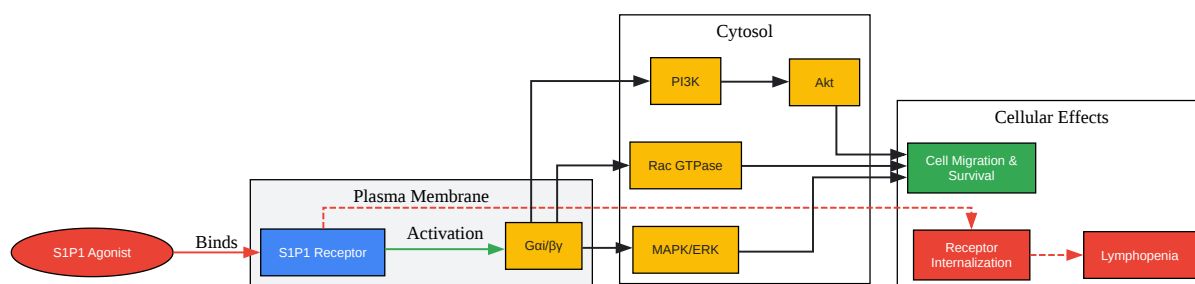 Cytosol
PI3K
Akt
Cellular Effects
Rac GTPase
Cell Migration &
Survival
Plasma Membrane
Binds
Activation
S1P1 Agonist
S1P1 Receptor
Gαi/βγ
MAPK/ERK
Receptor
Internalization
Lymphopenia